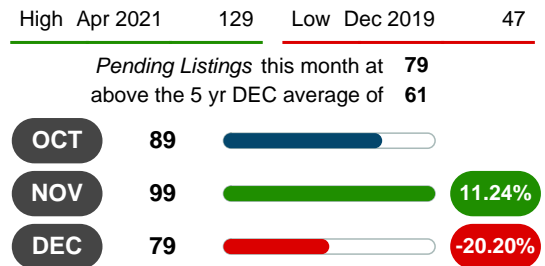 High Apr 2021 129 Low Dec 2019 47
Pending Listings this month at 79
above the 5 yr DEC average of 61
OCT 89
NOV 99 11.24%
DEC 79 -20.20%